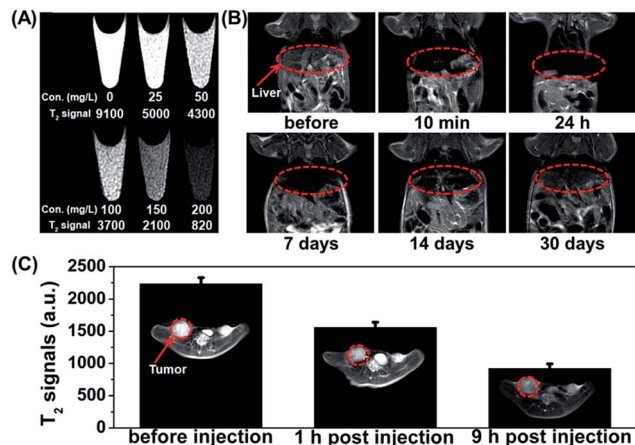 (A)
Con. (mg/L) 0 25 50
T2 signal 9100 5000 4300
Con. (mg/L) 100 150 200
T2 signal 3700 2100 820
(B)
Liver
before 10 min 24 h
7 days 14 days 30 days
(C)
T2 signals (a.u.)
2500
2000
1500
1000
500
0
Tumor
before injection 1 h post injection 9 h post injection